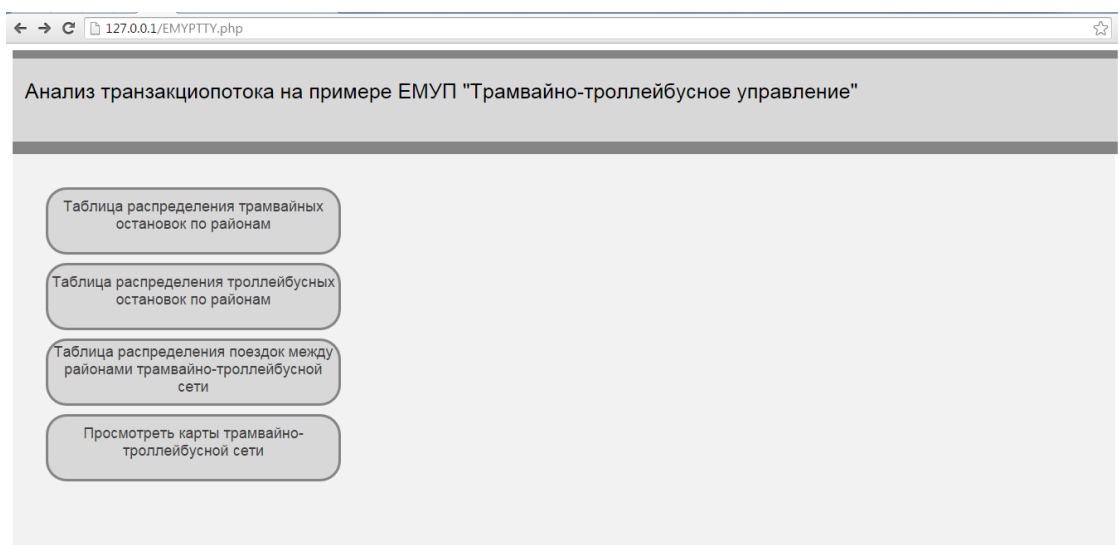 127.0.0.1/EMYPTTY.php
Анализ транзакциопотока на примере ЕМУП "Трамвайно-троллейбусное управление"
Таблица распределения трамвайных
остановок по районам
Таблица распределения троллейбусных
остановок по районам
Таблица распределения поездок между
районами трамвайно-троллейбусной
сети
Просмотреть карты трамвайно-
троллейбусной сети